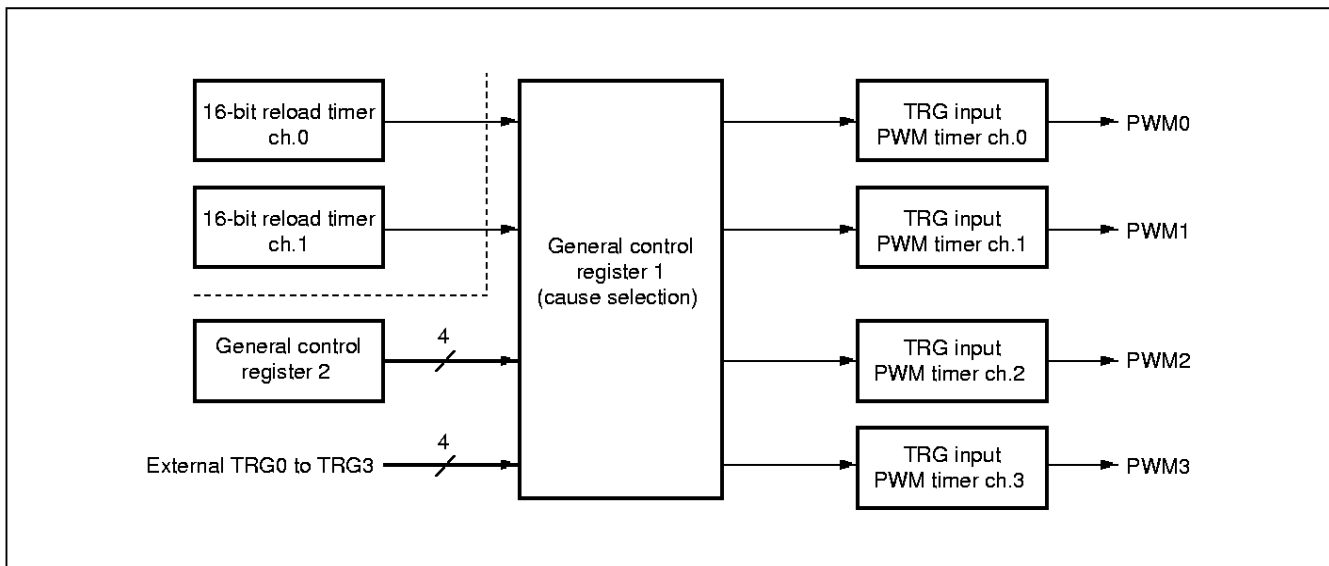 16-bit reload timer
ch.0
16-bit reload timer
ch.1
General control
register 2
4
External TRG0 to TRG3
4
General control
register 1
(cause selection)
TRG input
PWM timer ch.0
PWM0
TRG input
PWM timer ch.1
PWM1
TRG input
PWM timer ch.2
PWM2
TRG input
PWM timer ch.3
PWM3